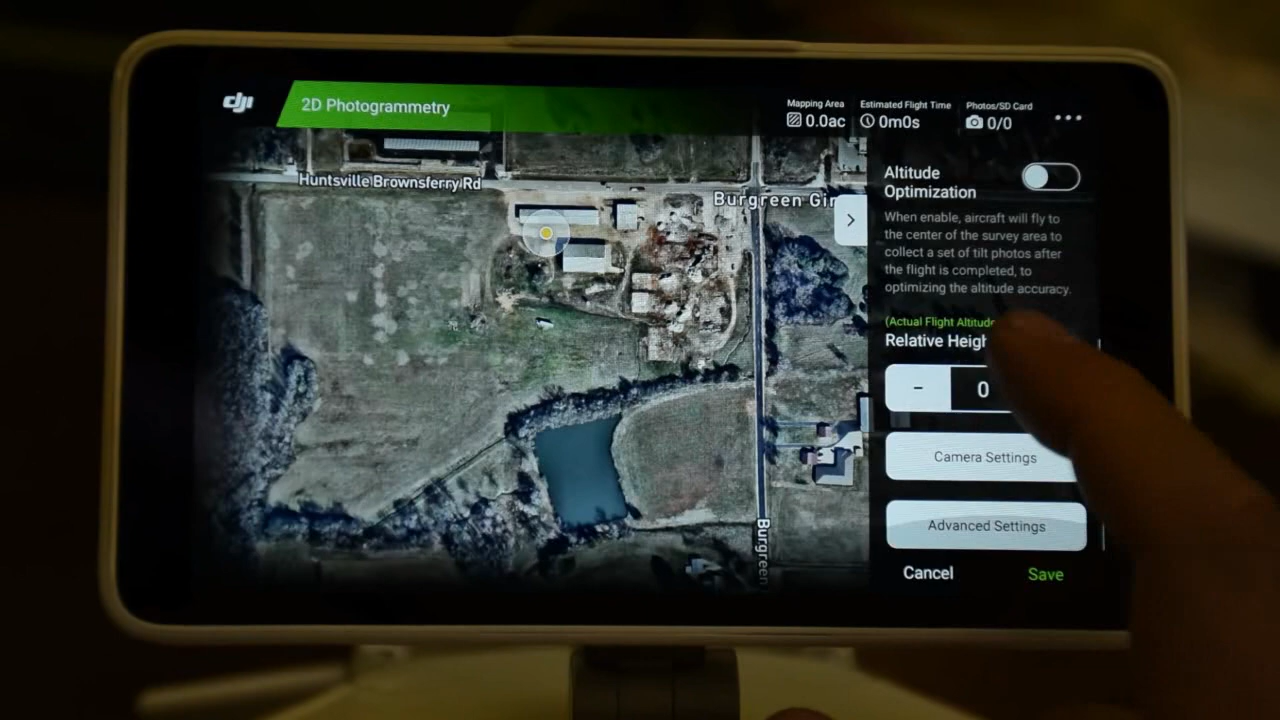 dji
2D Photogrammetry
Mapping Area
0.0ac
Estimated Flight Time
0m0s
Photos/SD Card
0/0
Huntsville Brownsferry Rd
Burgreen Gin
Burgreen
Altitude
Optimization
When enable, aircraft will fly to
the center of the survey area to
collect a set of tilt photos after
the flight is completed, to
optimizing the altitude accuracy.
(Actual Flight Altitude
Relative Heigh
- 0
Camera Settings
Advanced Settings
Cancel
Save